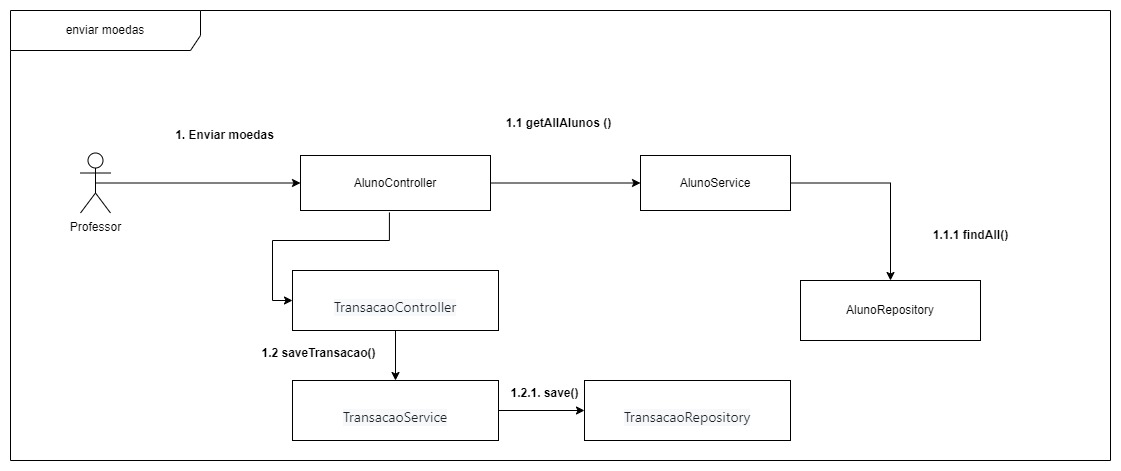 enviar moedas
1. Enviar moedas
1.1 getAllAlunos ()
AlunoController
AlunoService
Professor
1.1.1 findAll()
TransacaoController
AlunoRepository
1.2 saveTransacao()
1.2.1. save()
TransacaoService
TransacaoRepository